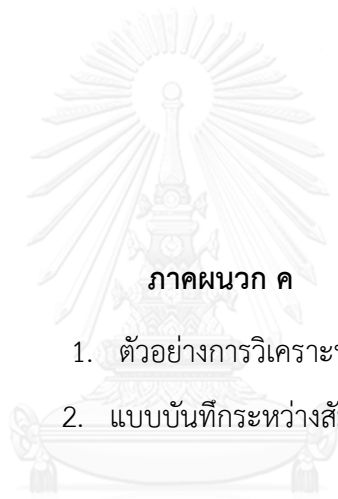 ภาคผนวก ค
1. ตัวอย่างการวิเคราะ
2. แบบบันทึกระหว่าง